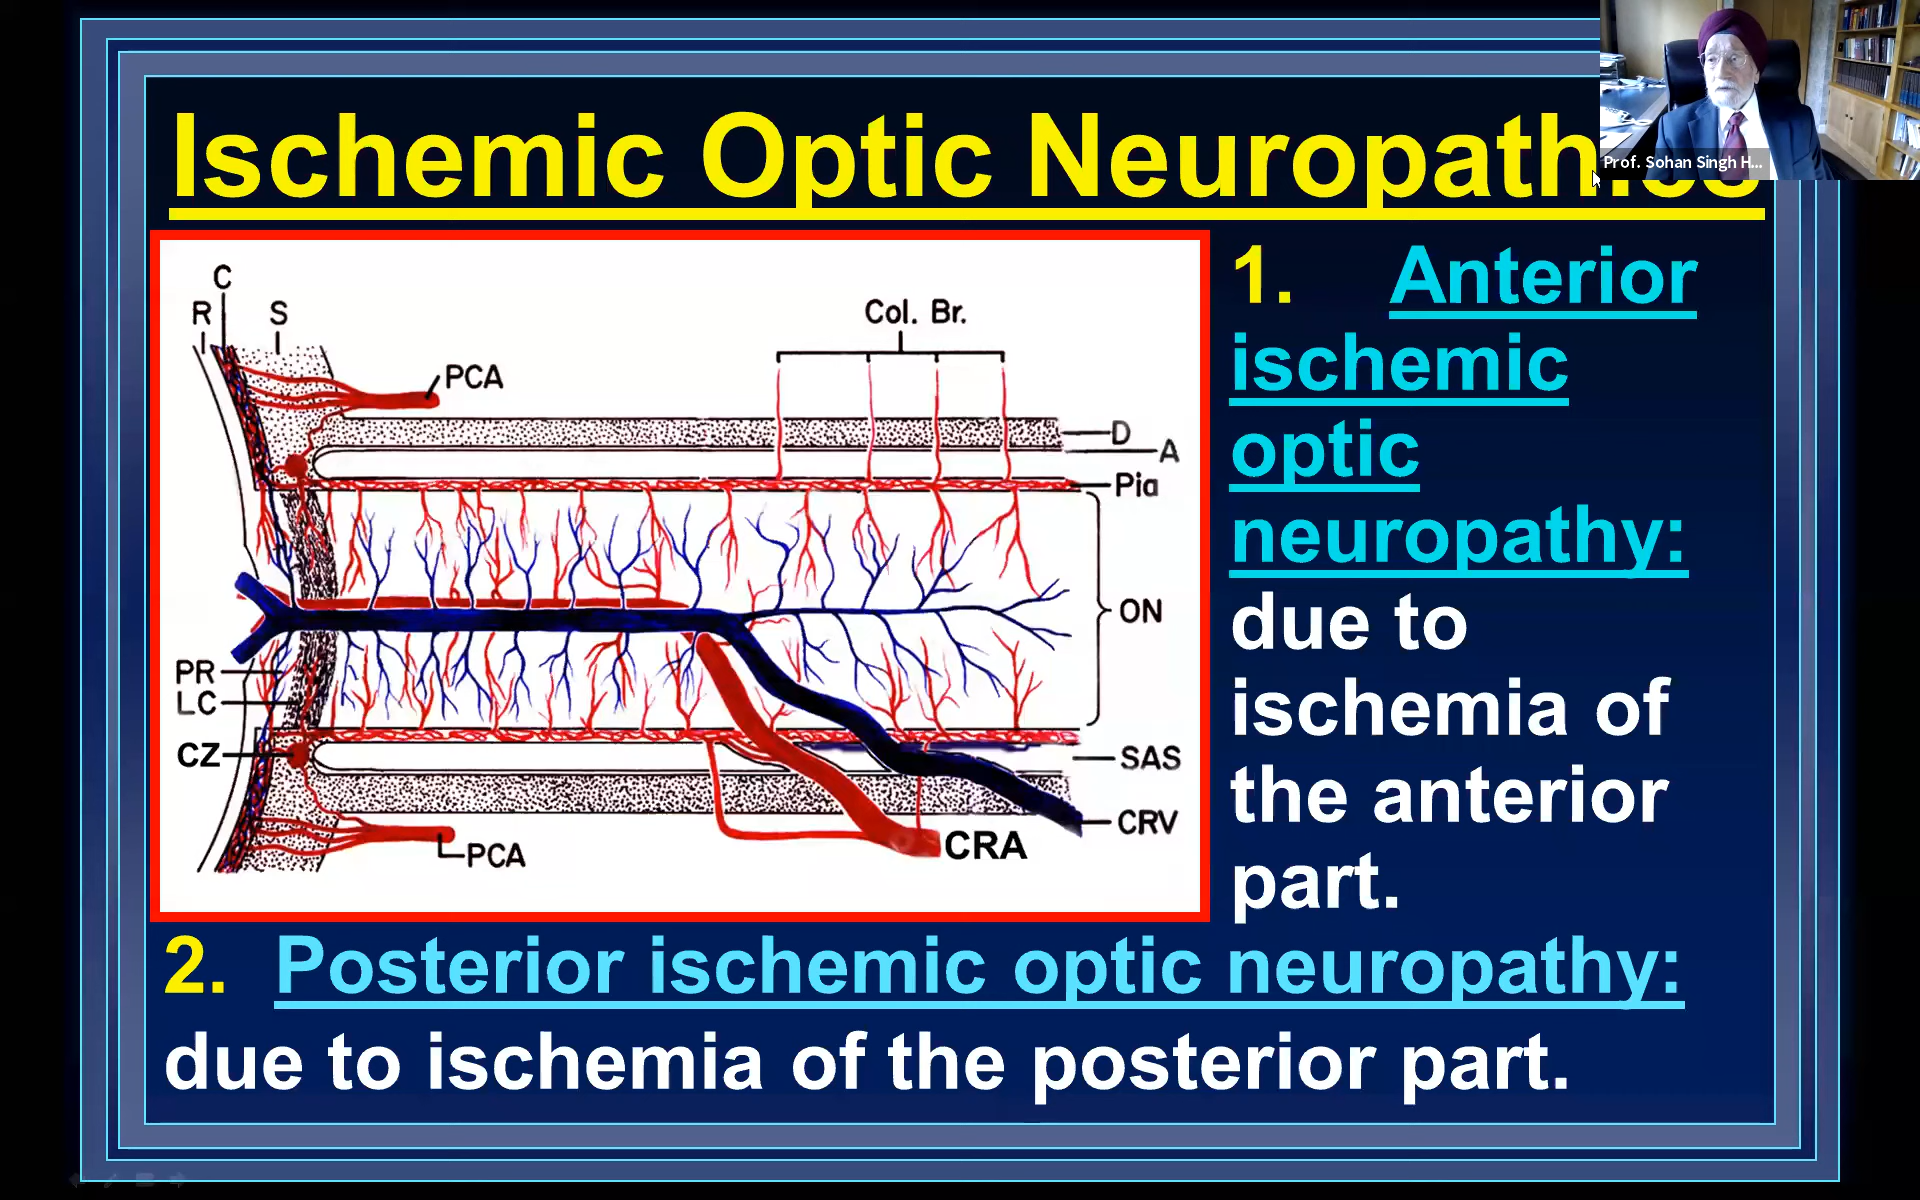 Ischemic Optic Neuropathies
Prof. Sohan Singh H...
C
R
S
PCA
Col. Br.
D
A
Pia
ON
PR
LC
CZ
SAS
CRV
CRA
PCA
1. Anterior
ischemic
optic
neuropathy:
due to
ischemia of
the anterior
part.
2. Posterior ischemic optic neuropathy:
due to ischemia of the posterior part.